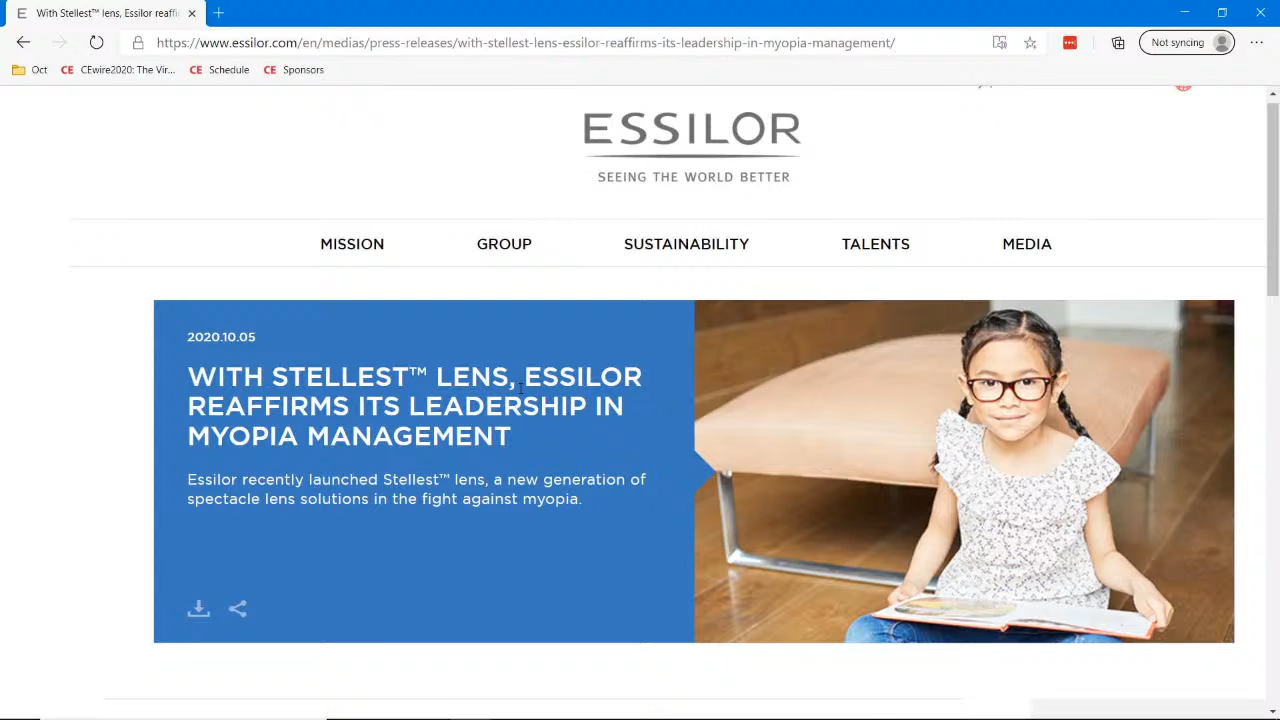 E With Stellest™ lens, Essilor reaffi
https://www.essilor.com/en/medias/press-releases/with-stellest-lens-essilor-reaffirms-its-leadership-in-myopia-management/
Not syncing
Oct CE CEwire2020: The Vir... CE Schedule CE Sponsors
ESSILOR
SEEING THE WORLD BETTER
MISSION GROUP SUSTAINABILITY TALENTS MEDIA
2020.10.05
WITH STELLEST™ LENS, ESSILOR
REAFFIRMS ITS LEADERSHIP IN
MYOPIA MANAGEMENT
Essilor recently launched Stellest™ lens, a new generation of
spectacle lens solutions in the fight against myopia.